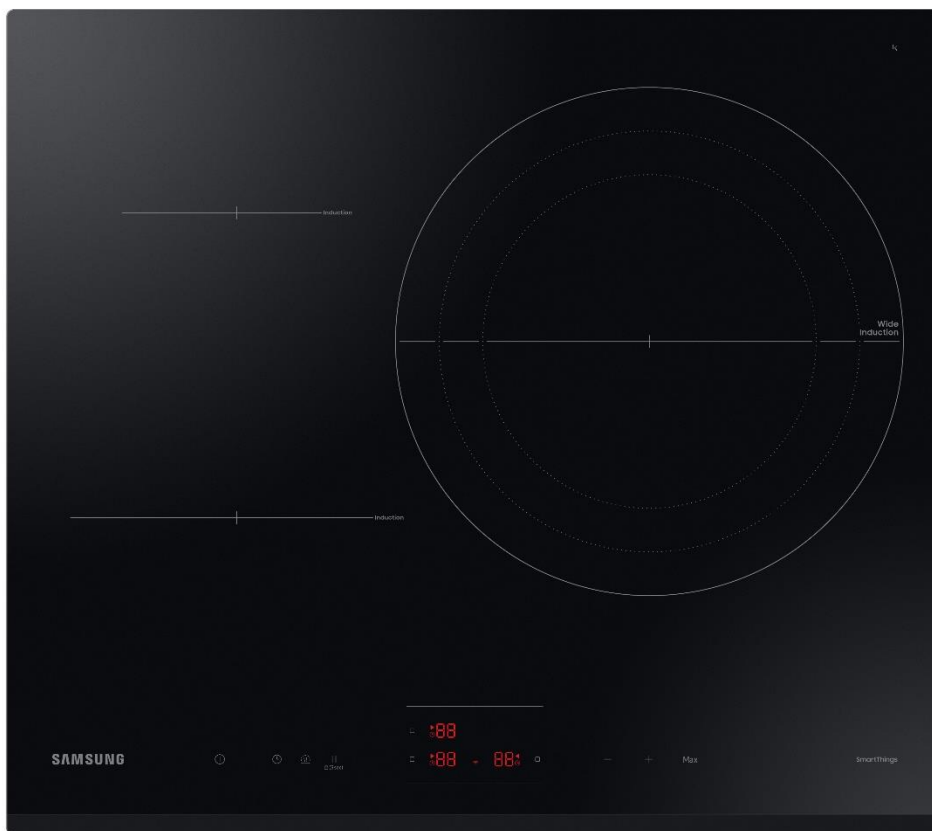 Induction
Wide
Induction
Induction
88
SAMSUNG
88 88
− + Max
SmartThings